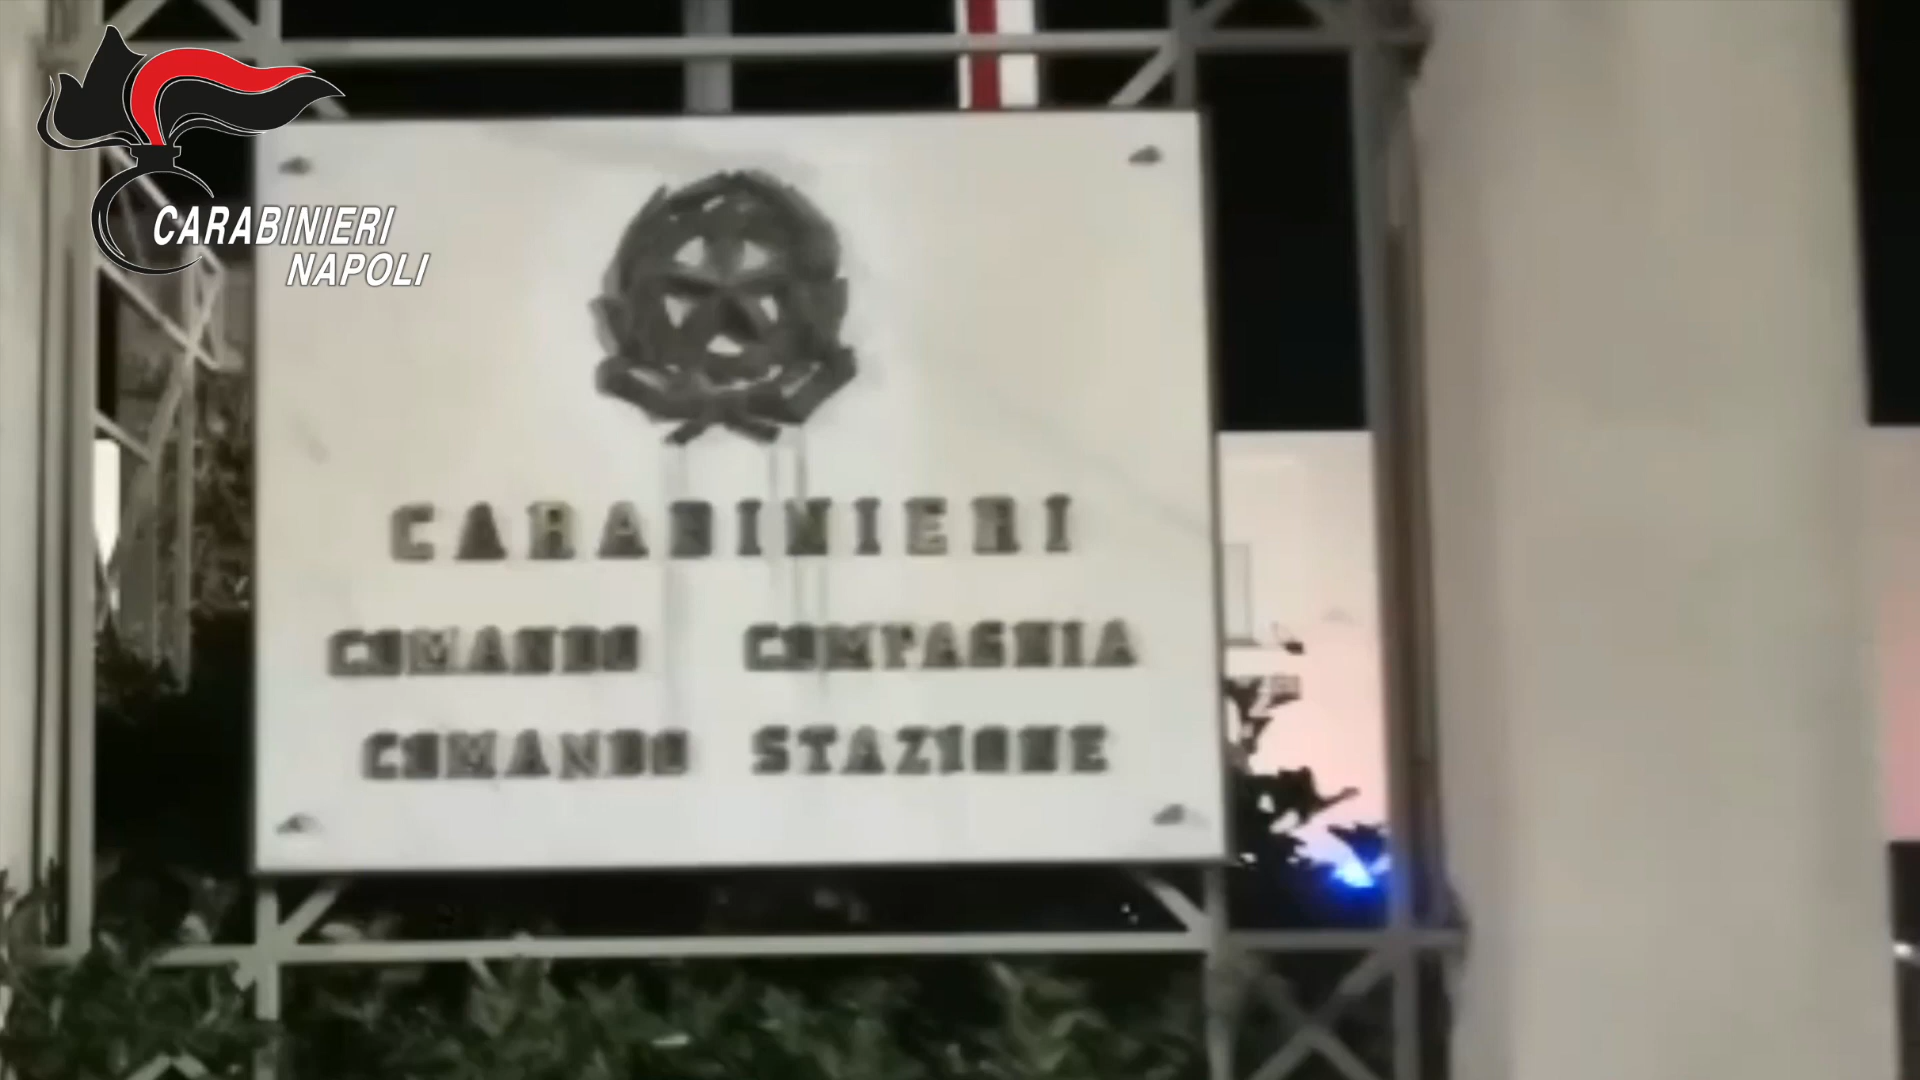 CARABINIERI
NAPOLI
CARABINIERI
COMANDO COMPAGNIA
COMANDO STAZIONE